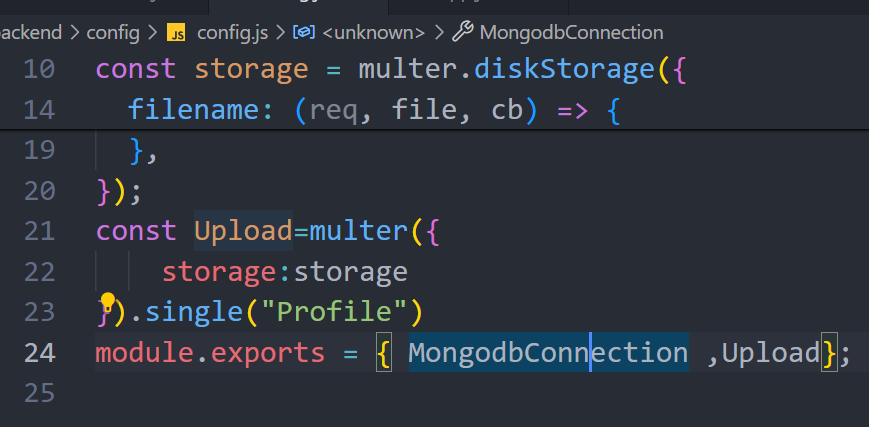 ackend > config > JS config.js > <unknown> > MongodbConnection
10 const storage = multer.diskStorage({
14 filename: (req, file, cb) => {
19 },
20 });
21 const Upload=multer({
22 storage:storage
23 }).single("Profile")
24 module.exports = { MongodbConnection ,Upload};
25